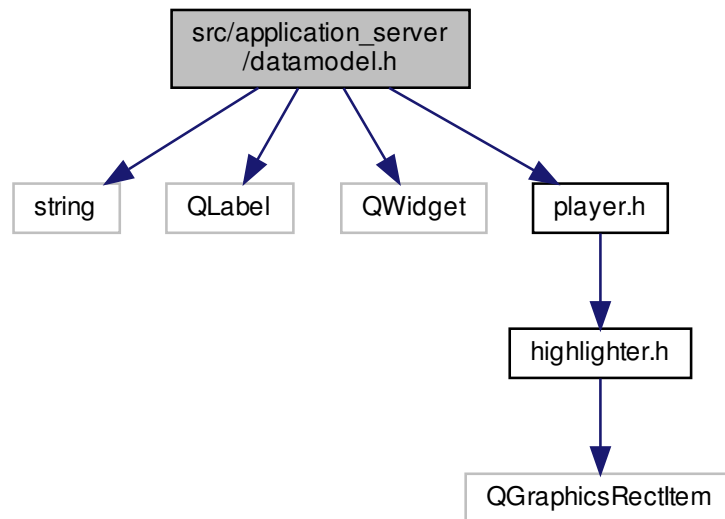 src/application_server
/datamodel.h
string
QLabel
QWidget
player.h
highlighter.h
QGraphicsRectItem